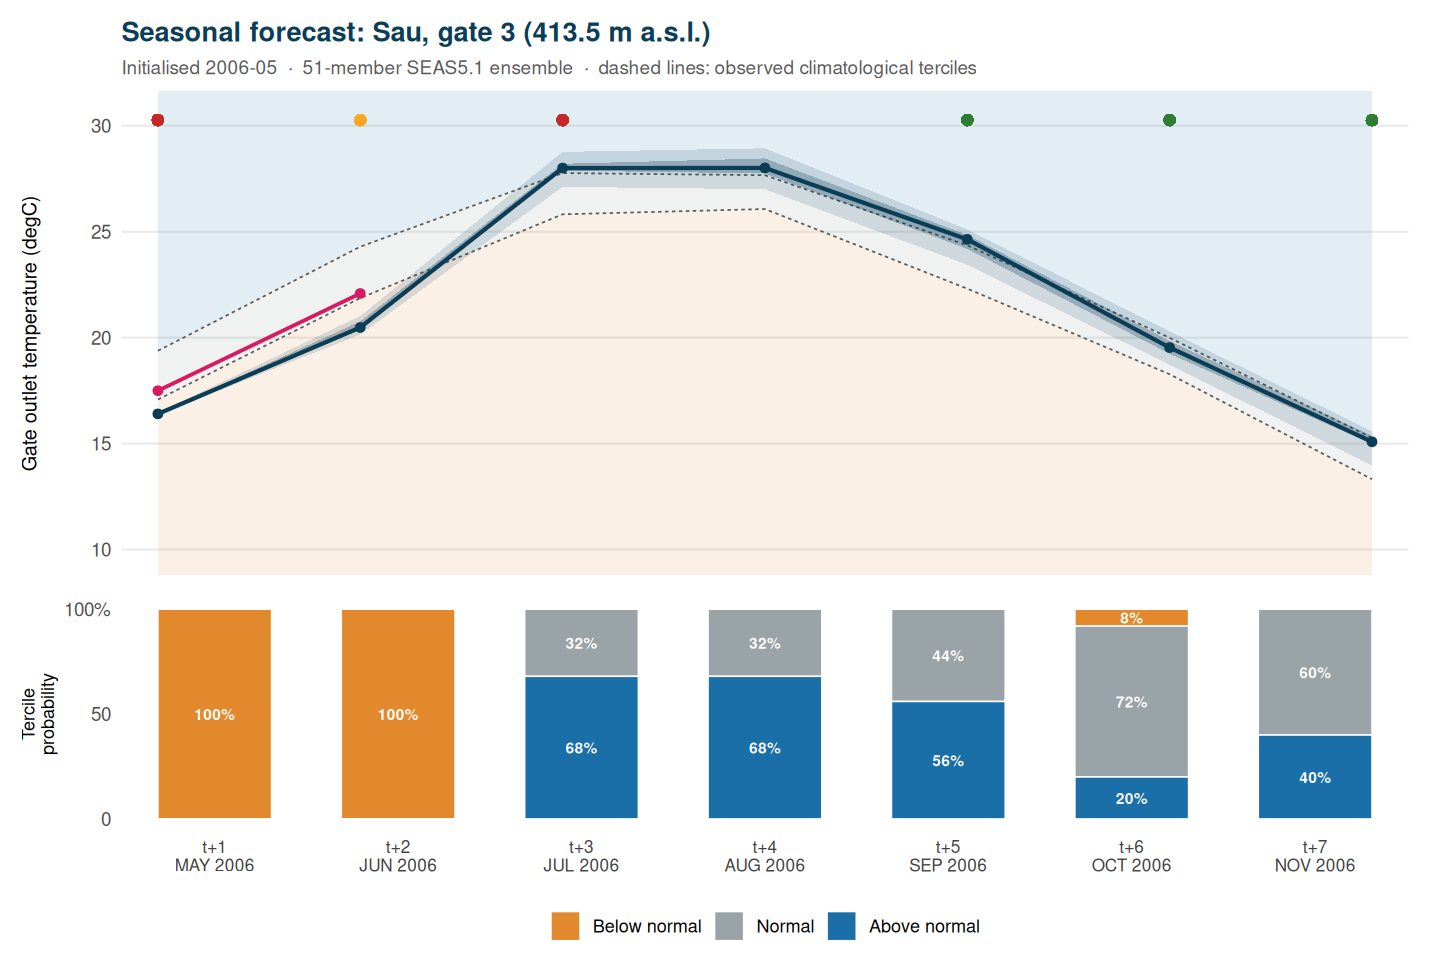 Seasonal forecast: Sau, gate 3 (413.5 m a.s.l.)
Initialised 2006-05 · 51-member SEAS5.1 ensemble · dashed lines: observed climatological terciles
Gate outlet temperature (degC)
30
25
20
15
10
Tercile
probability
100%
50
0
100%
100%
32%
68%
32%
68%
44%
56%
8%
72%
20%
60%
40%
t+1
MAY 2006
t+2
JUN 2006
t+3
JUL 2006
t+4
AUG 2006
t+5
SEP 2006
t+6
OCT 2006
t+7
NOV 2006
Below normal
Normal
Above normal